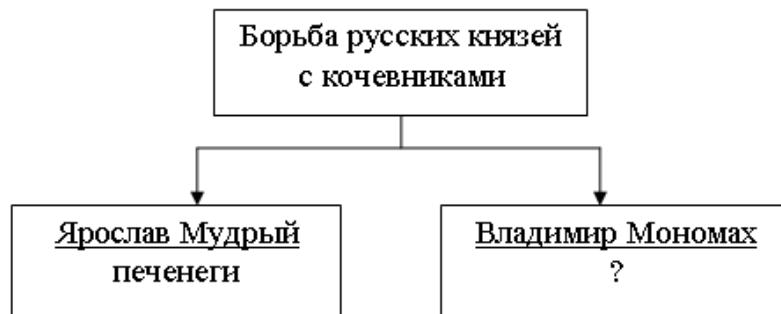 Борьба русских князей
с кочевниками
Ярослав Мудрый
печенеги
Владимир Мономах
?